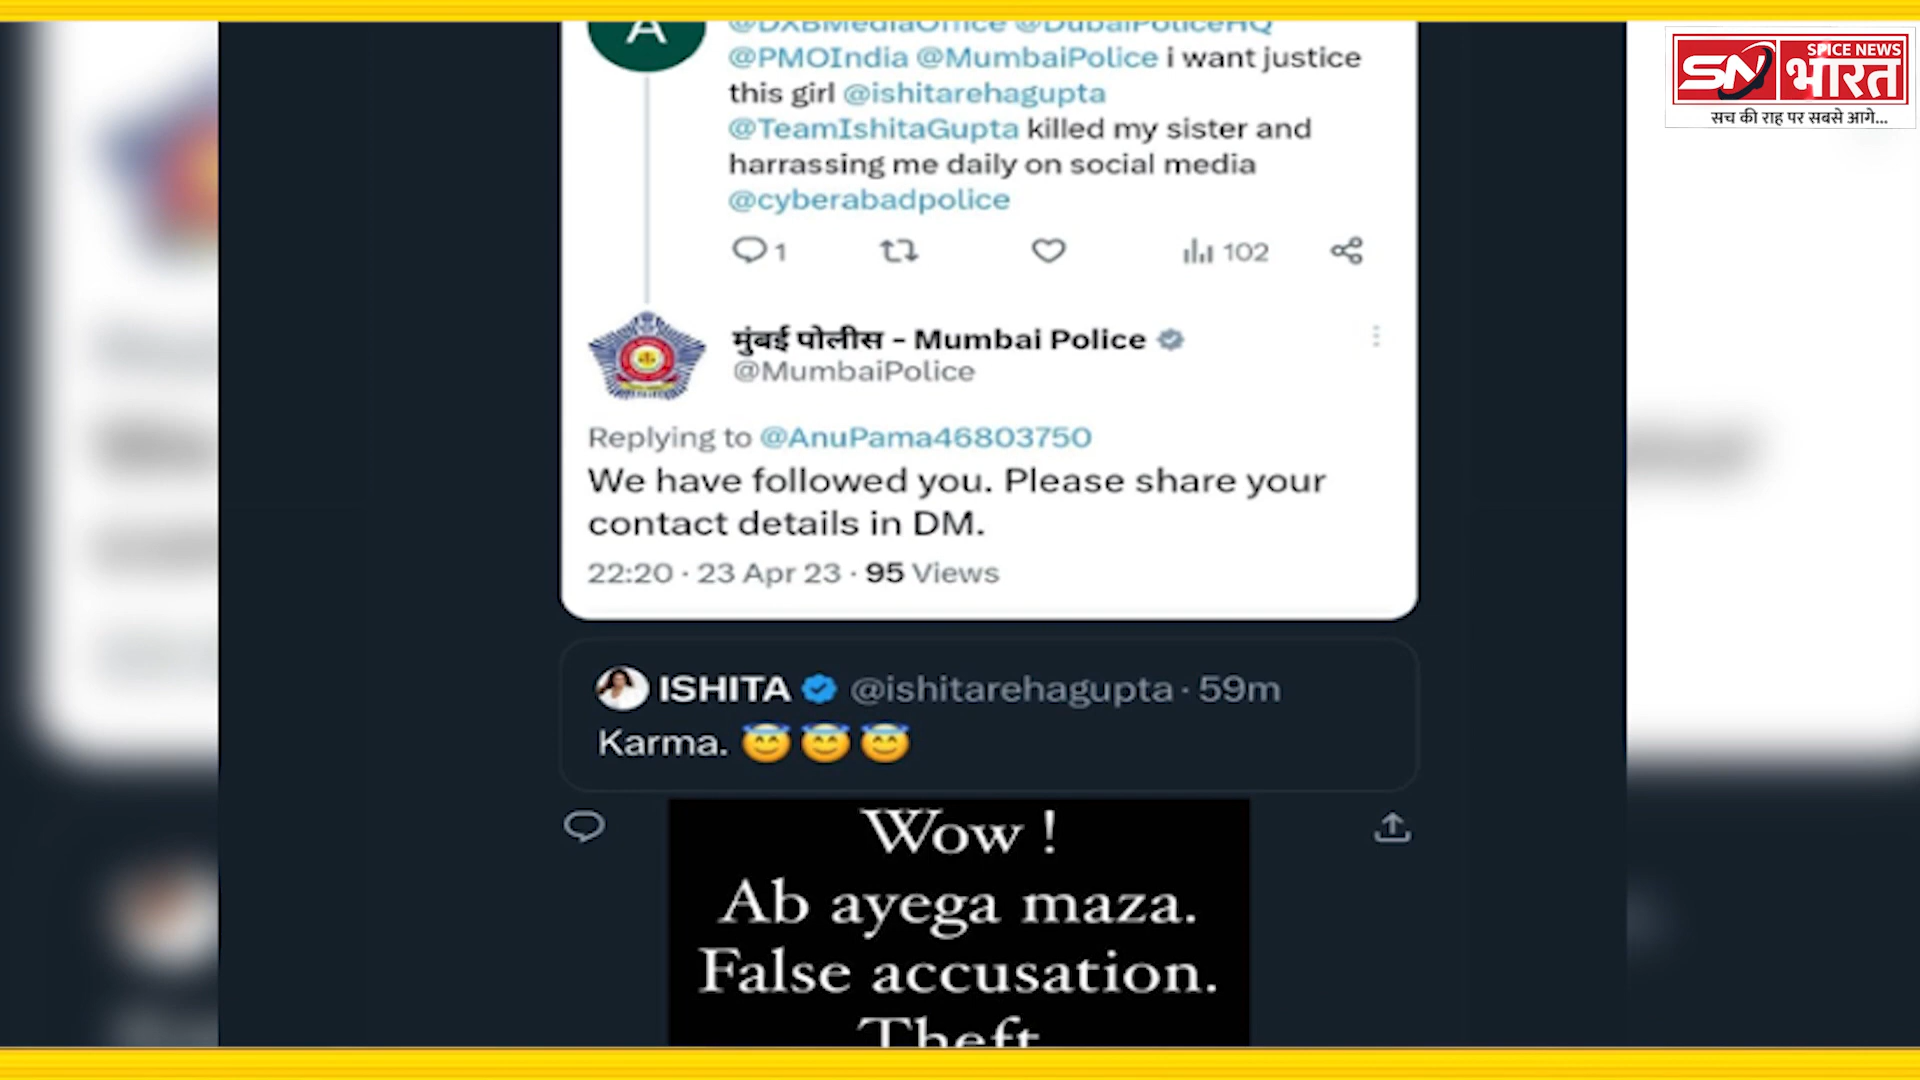 @DXBMediaOffice @DubaiPoliceHQ
@PMOIndia @MumbaiPolice i want justice
this girl @ishitarehagupta
@TeamIshitaGupta killed my sister and
harrassing me daily on social media
@cyberabadpolice
1 102
मुंबई पोलीस - Mumbai Police
@MumbaiPolice
Replying to @AnuPama46803750
We have followed you. Please share your
contact details in DM.
22:20 · 23 Apr 23 · 95 Views
ISHITA @ishitarehagupta · 59m
Karma. 😇😇😇
Wow !
Ab ayega maza.
False accusation.
Theft
A
SPICE NEWS
SN भारत
सच की राह पर सबसे आगे...